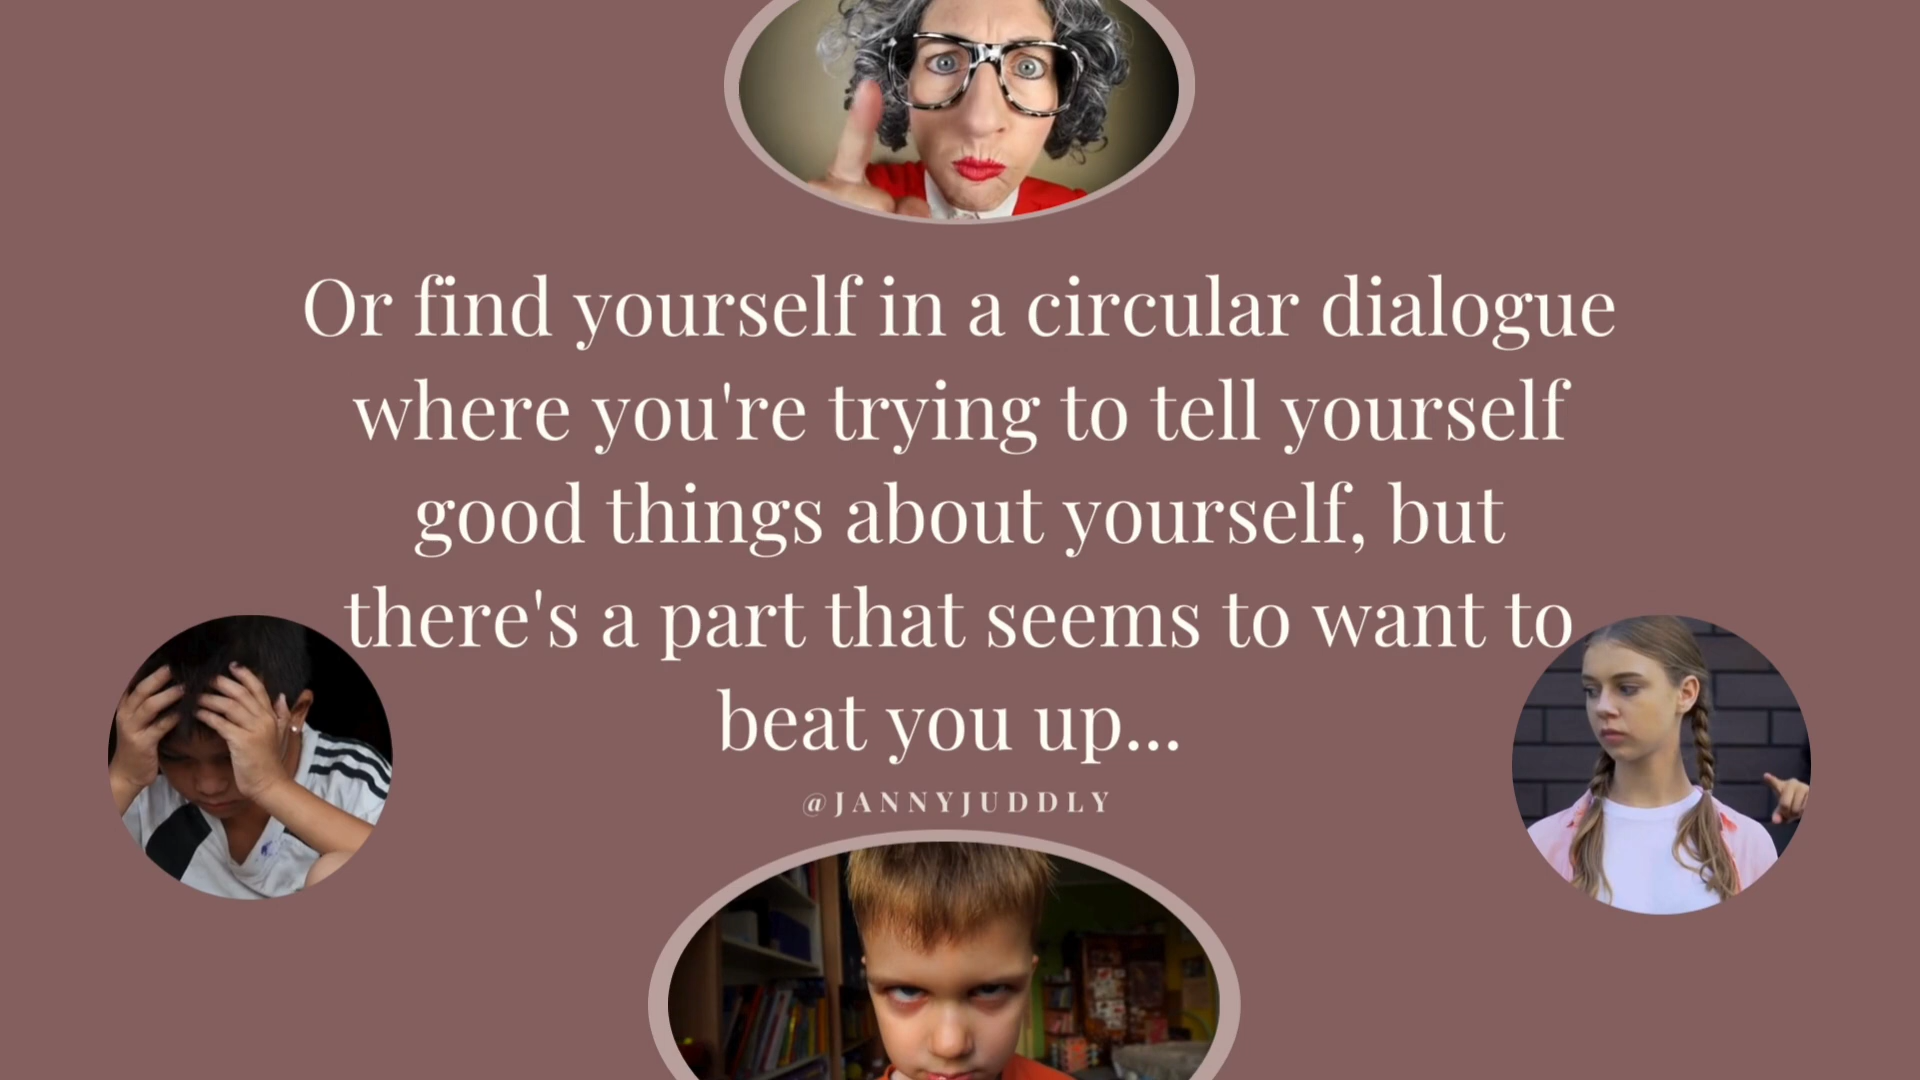 Or find yourself in a circular dialogue
where you're trying to tell yourself
good things about yourself, but
there's a part that seems to want to
beat you up...
@JANNYJUDDLY